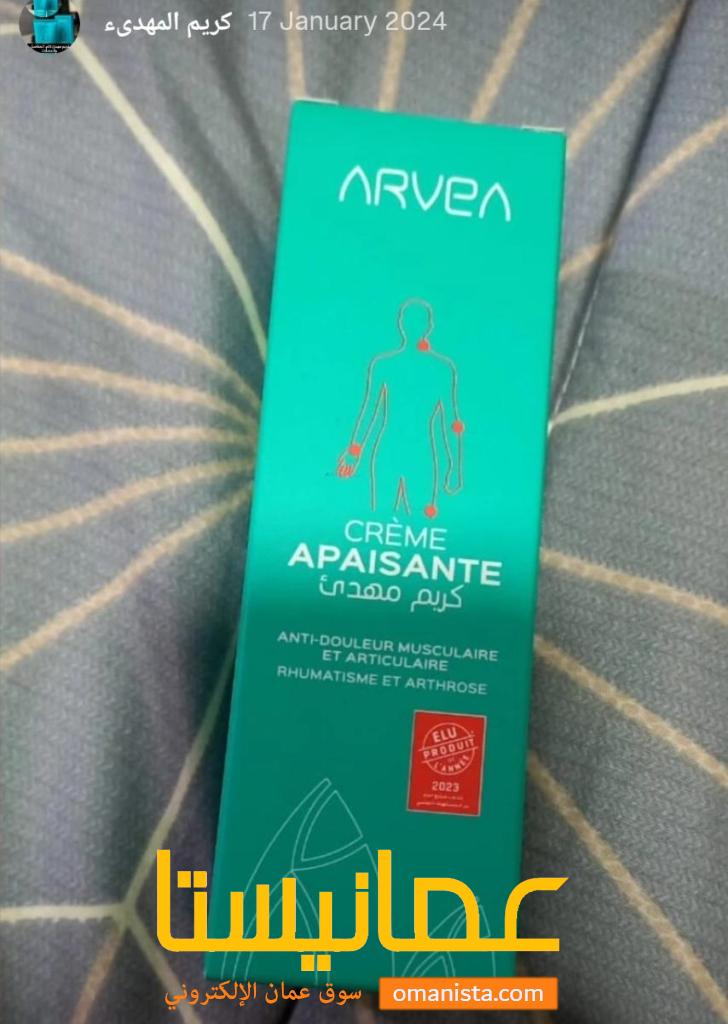 كريم المهدىء 17 January 2024
ARVEA
CRÈME
APAISANTE
كريم مهدئ
ANTI-DOULEUR MUSCULAIRE
ET ARTICULAIRE
RHUMATISME ET ARTHROSE
ELU
PRODUIT
DE
L'ANNÉE
2023
عمانيستا
سوق عمان الإلكتروني omanista.com